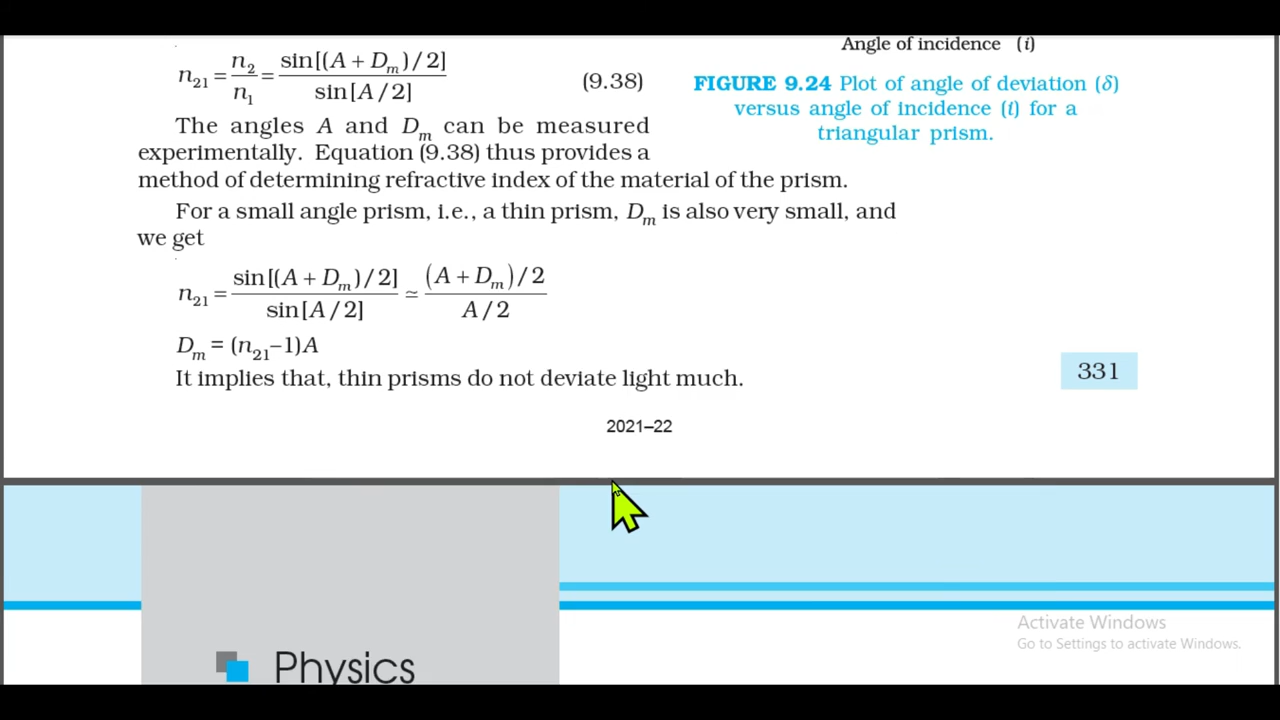 Angle of incidence (i)
n₂₁ = n₂/n₁ = sin[(A + Dₘ)/2] / sin[A/2] (9.38)
FIGURE 9.24 Plot of angle of deviation (δ)
versus angle of incidence (i) for a
triangular prism.
The angles A and Dₘ can be measured
experimentally. Equation (9.38) thus provides a
method of determining refractive index of the material of the prism.
For a small angle prism, i.e., a thin prism, Dₘ is also very small, and
we get
n₂₁ = sin[(A + Dₘ)/2] / sin[A/2] ≃ (A + Dₘ)/2 / A/2
Dₘ = (n₂₁–1)A
It implies that, thin prisms do not deviate light much.
331
2021–22
Activate Windows
Go to Settings to activate Windows.
Physics